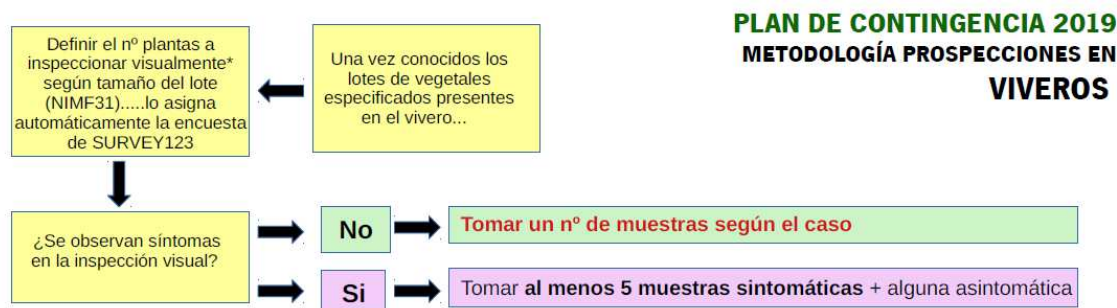 PLAN DE CONTINGENCIA 2019
METODOLOGÍA PROSPECCIONES EN
VIVEROS
Una vez conocidos los
lotes de vegetales
especificados presentes
en el vivero...
Definir el nº plantas a
inspeccionar visualmente*
según tamaño del lote
(NIMF31).....lo asigna
automáticamente la encuesta
de SURVEY123
¿Se observan síntomas
en la inspección visual?
No
Tomar un nº de muestras según el caso
Si
Tomar al menos 5 muestras sintomáticas + alguna asintomática